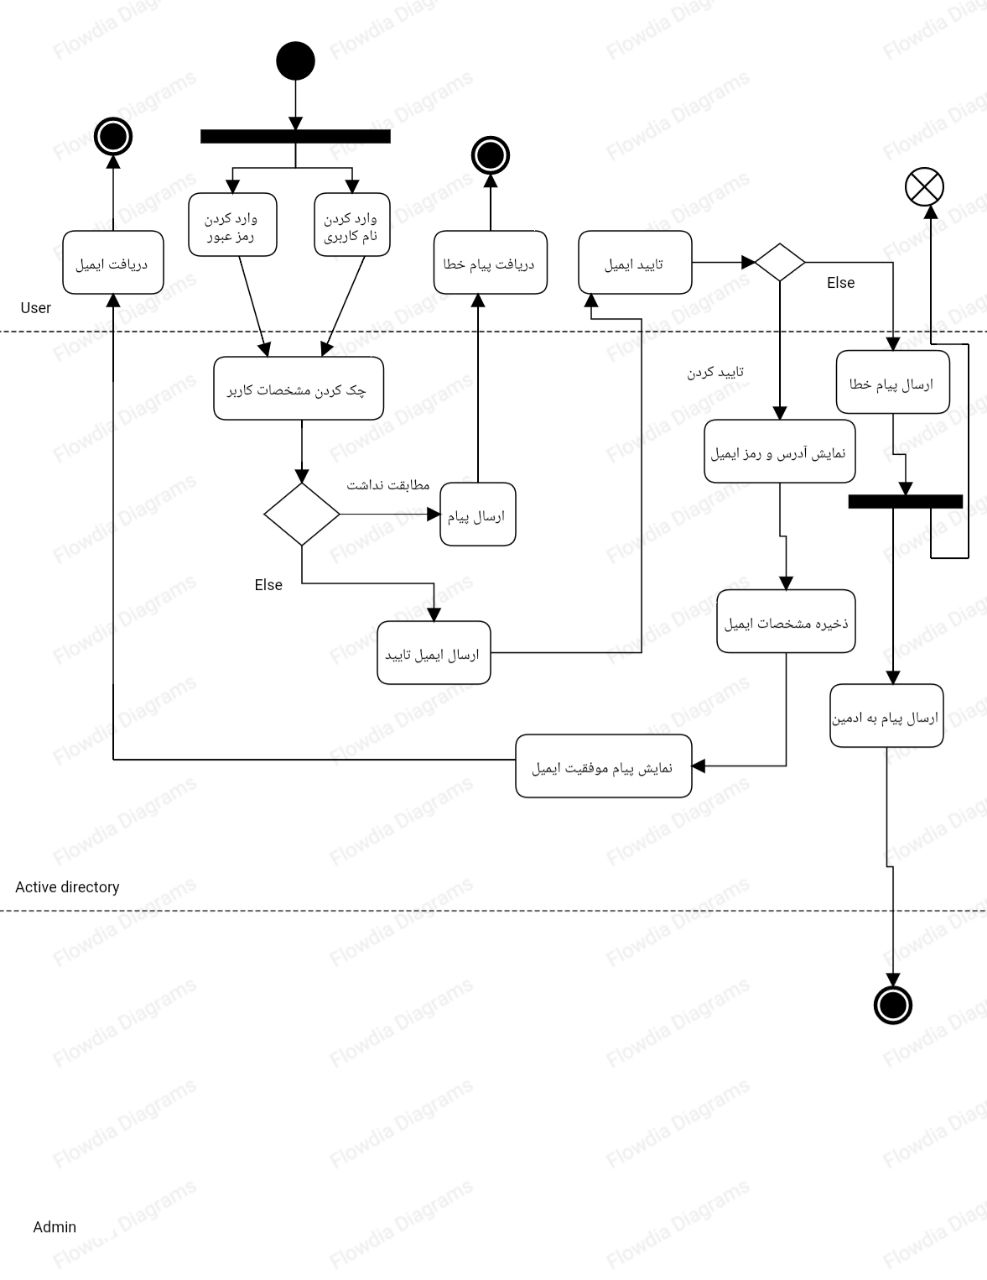 وارد کردن
رمز عبور
وارد کردن
نام کاربری
دریافت ایمیل
دریافت پیام خطا
تایید ایمیل
Else
User
تایید کردن
ارسال پیام خطا
چک کردن مشخصات کاربر
نمایش آدرس و رمز ایمیل
مطابقت نداشت
ارسال پیام
Else
ذخیره مشخصات ایمیل
ارسال ایمیل تایید
ارسال پیام به ادمین
نمایش پیام موفقیت ایمیل
Active directory
Admin
Flowdia Diagrams